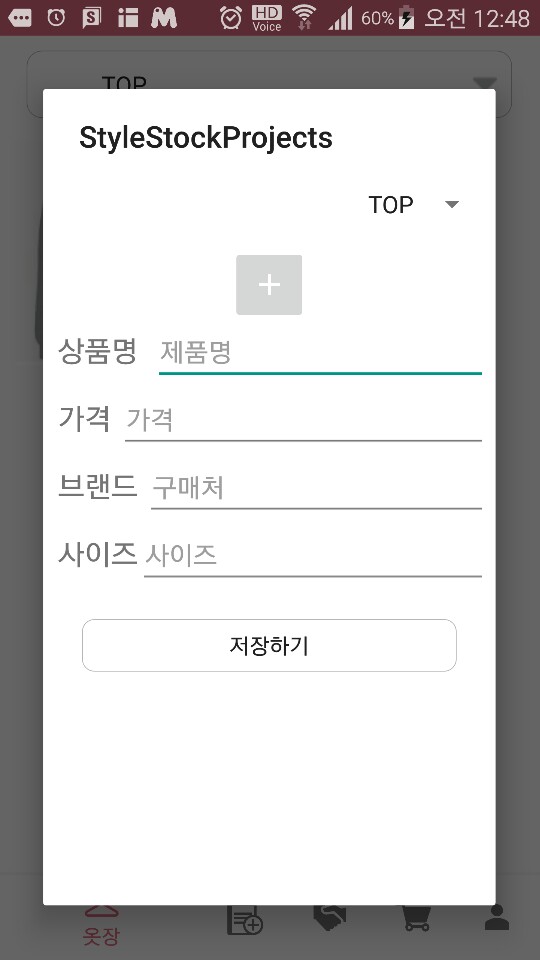 HD
Voice
60%
오전 12:48
TOP
StyleStockProjects
TOP
상품명 제품명
가격 가격
브랜드 구매처
사이즈 사이즈
저장하기
옷장